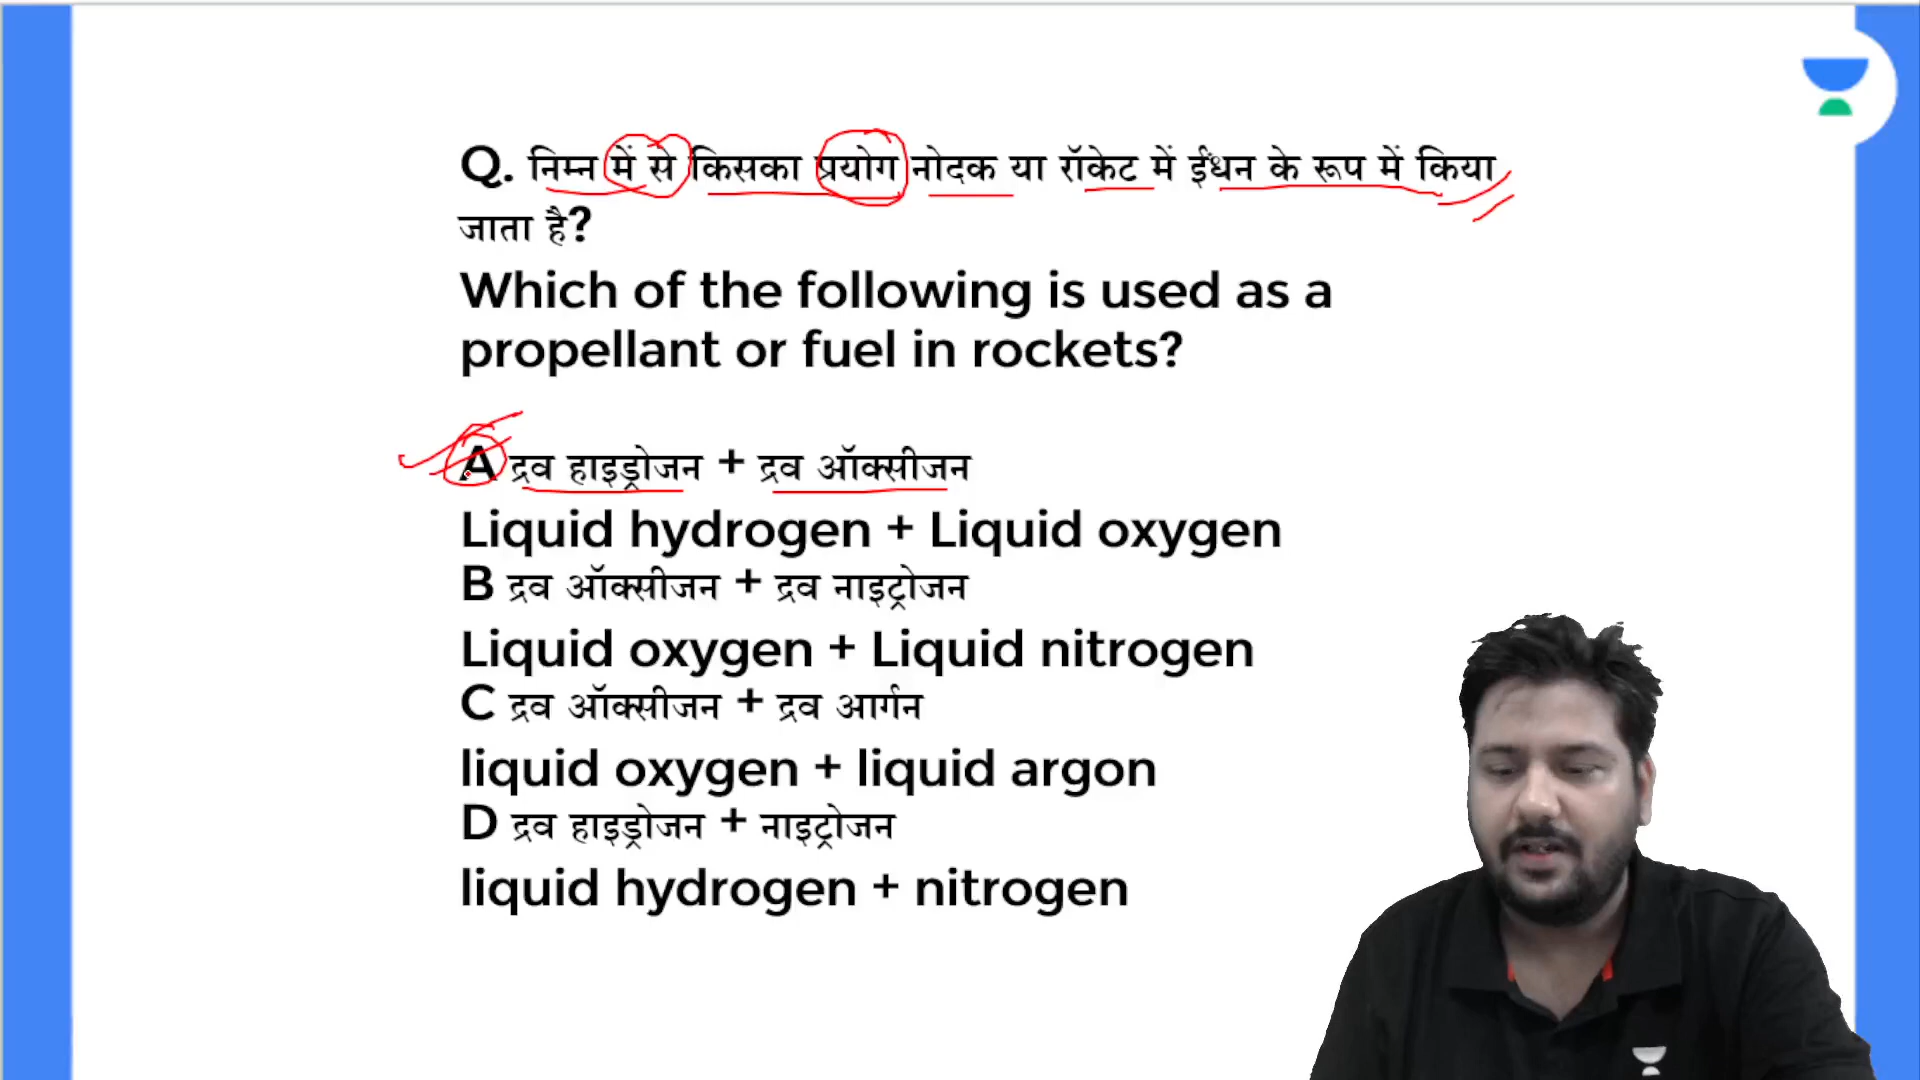 Q. निम्न में से किसका प्रयोग नोदक या रॉकेट में ईंधन के रूप में किया
जाता है?
Which of the following is used as a
propellant or fuel in rockets?
A द्रव हाइड्रोजन + द्रव ऑक्सीजन
Liquid hydrogen + Liquid oxygen
B द्रव ऑक्सीजन + द्रव नाइट्रोजन
Liquid oxygen + Liquid nitrogen
C द्रव ऑक्सीजन + द्रव आर्गन
liquid oxygen + liquid argon
D द्रव हाइड्रोजन + नाइट्रोजन
liquid hydrogen + nitrogen